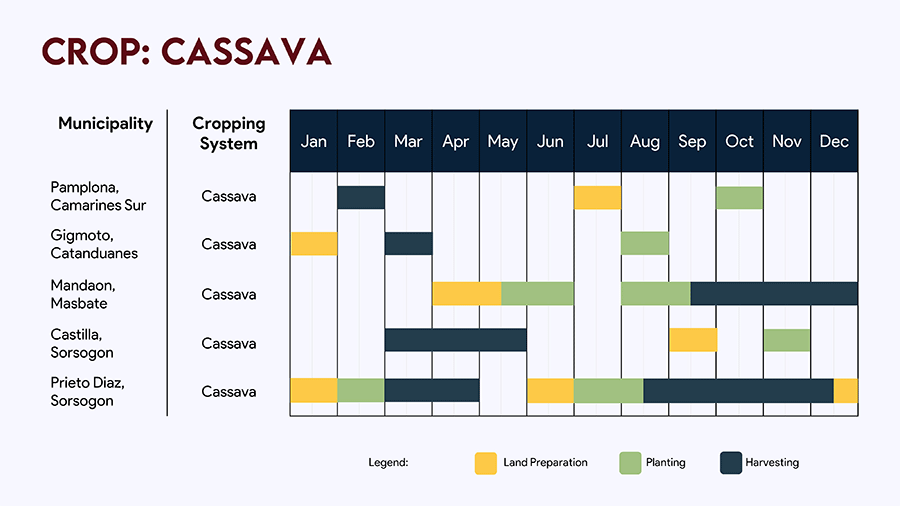 CROP: CASSAVA
Municipality
Cropping
System
Jan Feb Mar Apr May Jun Jul Aug Sep Oct Nov Dec
Pamplona,
Camarines Sur
Cassava
Gigmoto,
Catanduanes
Cassava
Mandaon,
Masbate
Cassava
Castilla,
Sorsogon
Cassava
Prieto Diaz,
Sorsogon
Cassava
Legend: Land Preparation Planting Harvesting